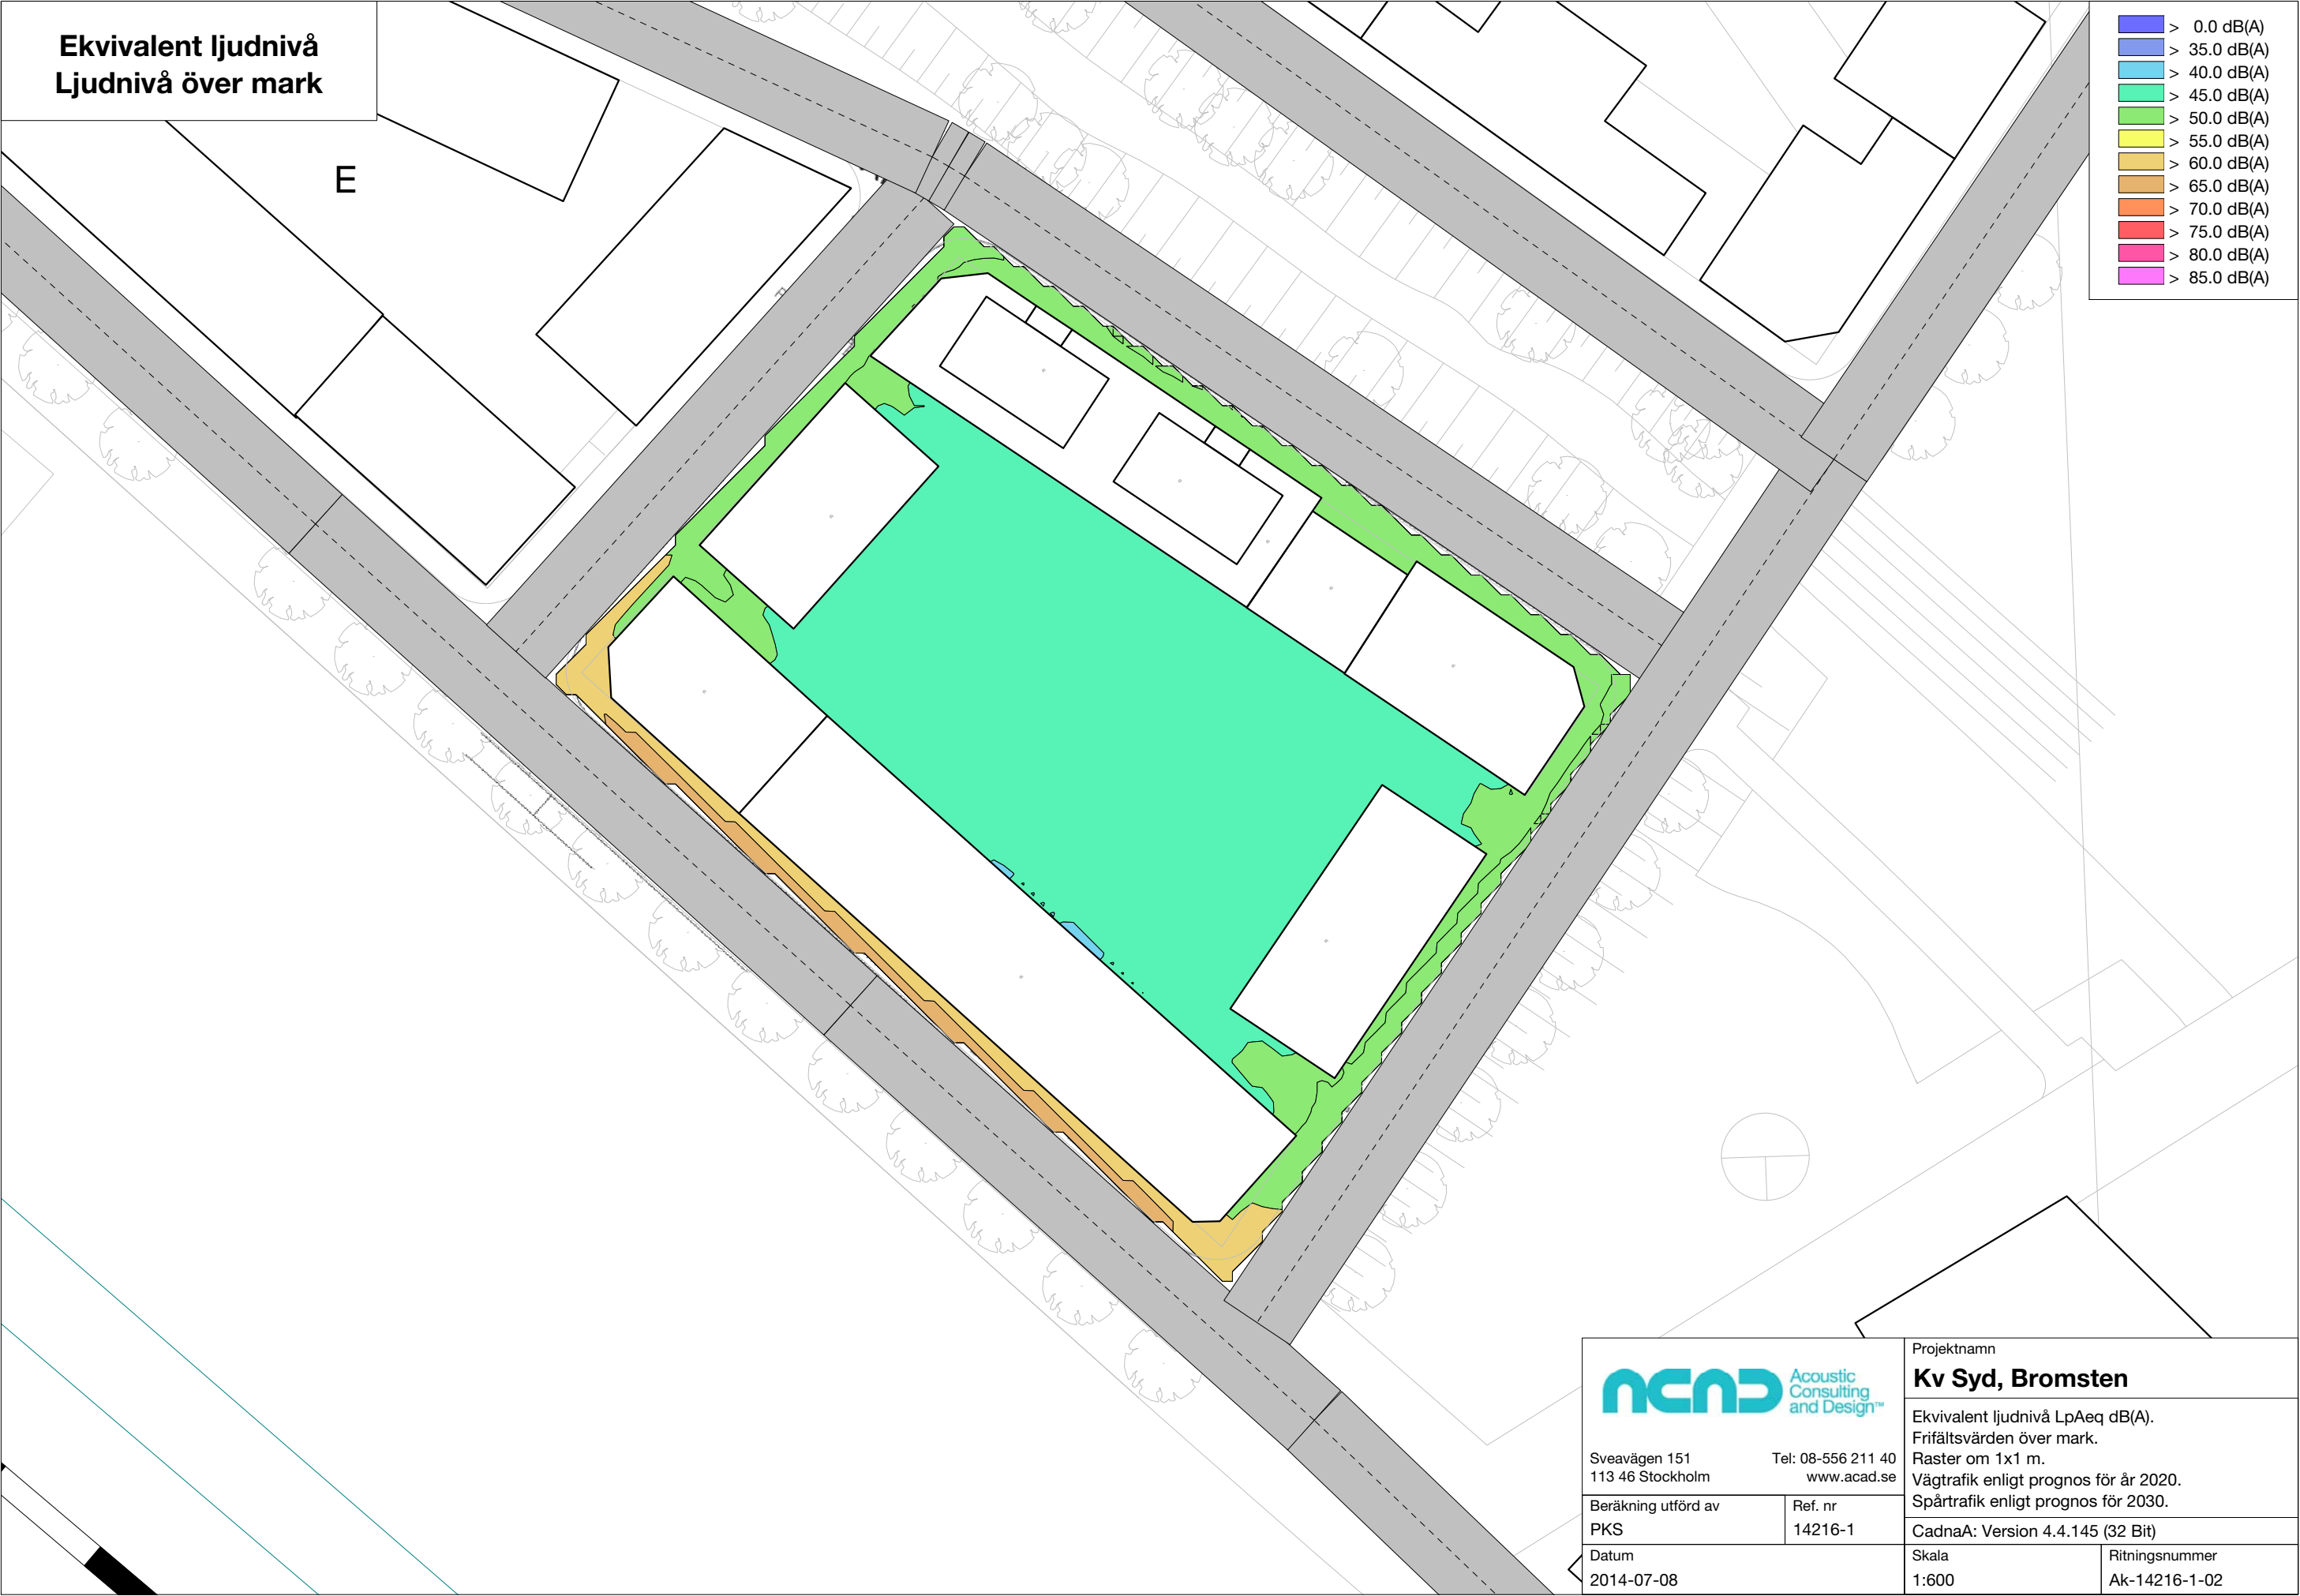 Ekvivalent ljudnivå
Ljudnivå över mark
E
> 0.0 dB(A)
> 35.0 dB(A)
> 40.0 dB(A)
> 45.0 dB(A)
> 50.0 dB(A)
> 55.0 dB(A)
> 60.0 dB(A)
> 65.0 dB(A)
> 70.0 dB(A)
> 75.0 dB(A)
> 80.0 dB(A)
> 85.0 dB(A)
ACAD
Acoustic
Consulting
and Design™
Sveavägen 151 Tel: 08-556 211 40
113 46 Stockholm www.acad.se
Beräkning utförd av
PKS
Ref. nr
14216-1
Datum
2014-07-08
Projektnamn
Kv Syd, Bromsten
Ekvivalent ljudnivå LpAeq dB(A).
Frifältsvärden över mark.
Raster om 1x1 m.
Vägtrafik enligt prognos för år 2020.
Spårtrafik enligt prognos för 2030.
CadnaA: Version 4.4.145 (32 Bit)
Skala
1:600
Ritningsnummer
Ak-14216-1-02